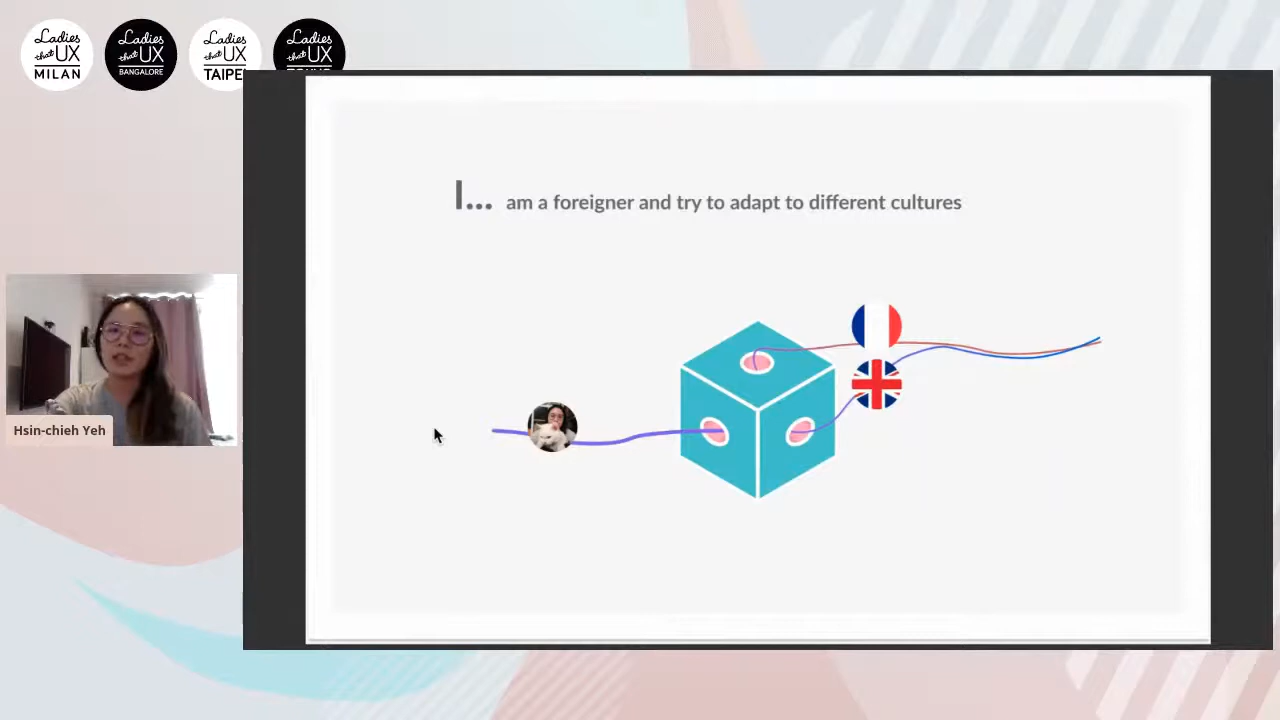 Ladies
that UX
MILAN
Ladies
that UX
BANGALORE
Ladies
that UX
TAIPE
Ladies
that UX
I... am a foreigner and try to adapt to different cultures
Hsin-chieh Yeh